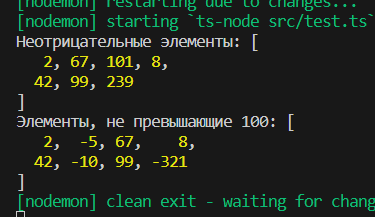 [nodemon] restarting due to changes...
[nodemon] starting `ts-node src/test.ts`
Неотрицательные элементы: [
2, 67, 101, 8,
42, 99, 239
]
Элементы, не превышающие 100: [
2, -5, 67, 8,
42, -10, 99, -321
]
[nodemon] clean exit - waiting for chang